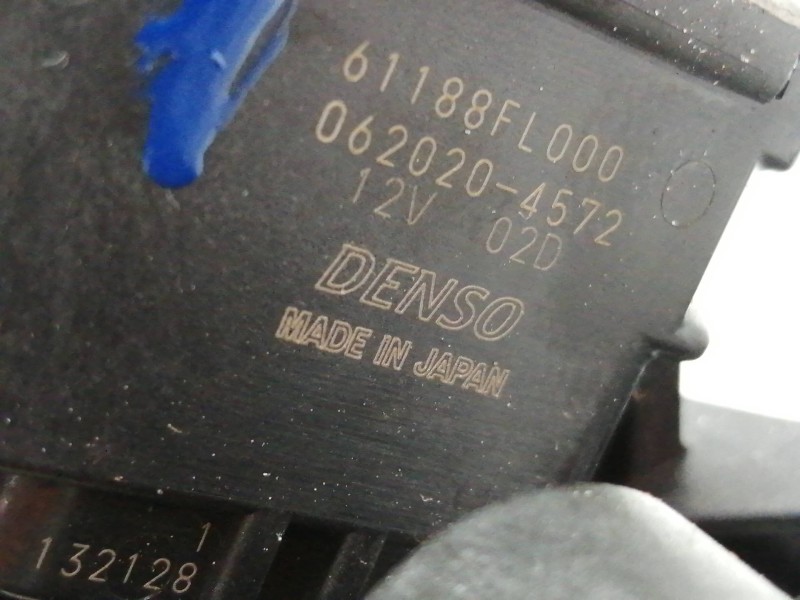 61188FL000
062020-4572
12V 02D
DENSO
MADE IN JAPAN
1
132128